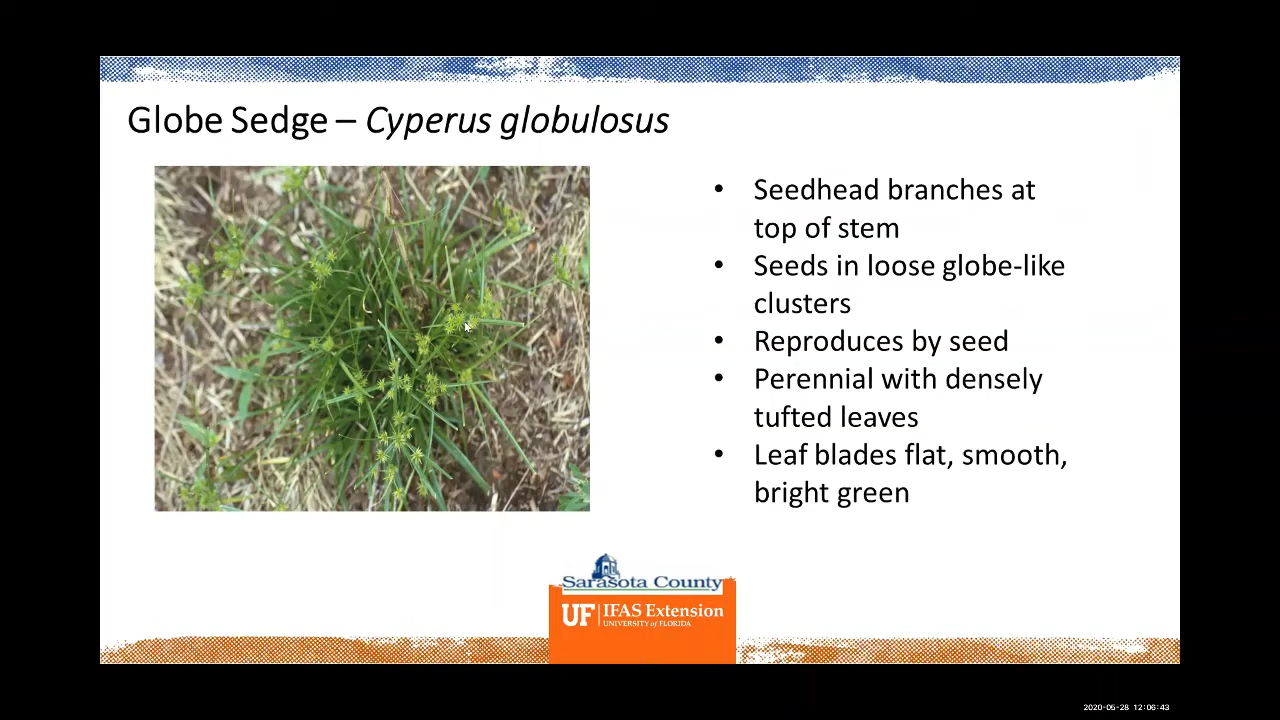 Globe Sedge – Cyperus globulosus
• Seedhead branches at
top of stem
• Seeds in loose globe-like
clusters
• Reproduces by seed
• Perennial with densely
tufted leaves
• Leaf blades flat, smooth,
bright green
Sarasota County
UF IFAS Extension
UNIVERSITY of FLORIDA
2020-05-28 12:06:43